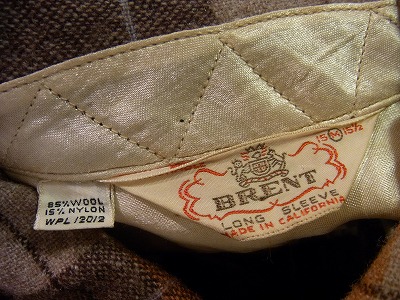 15 M 15½
BRENT
LONG SLEEVE
MADE IN CALIFORNIA
85% WOOL
15% NYLON
WPL 12012